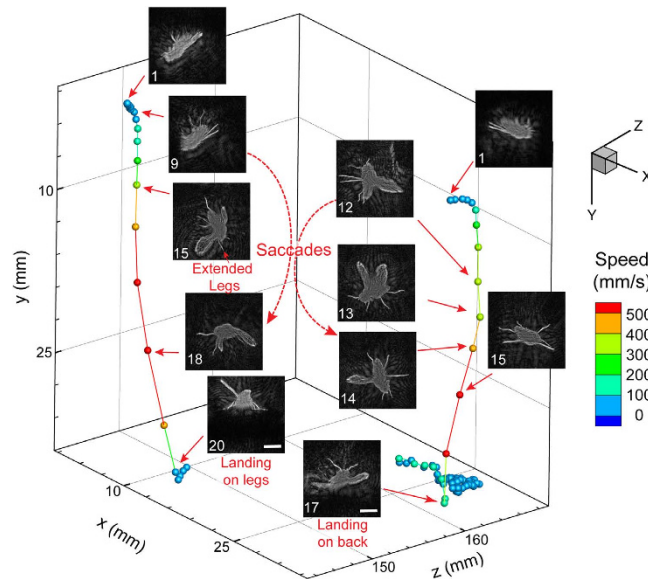 1
9
15
Extended
Legs
18
20
Landing
on legs
Saccades
1
12
13
14
15
17
Landing
on back
y (mm)
10
25
x (mm)
10
25
z (mm)
150
160
Z
X
Y
Speed
(mm/s)
500
400
300
200
100
0